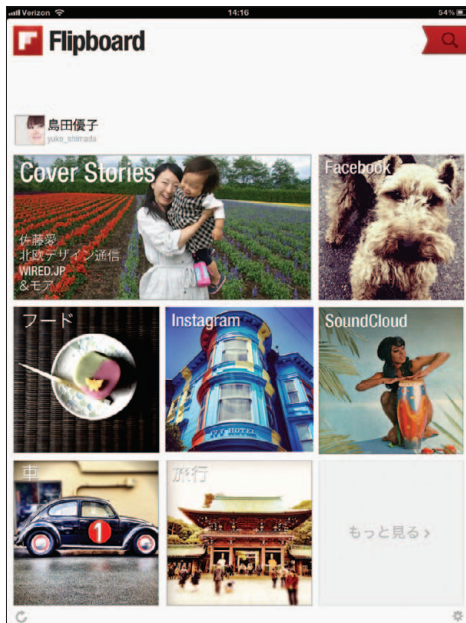 Verizon 14:16 54%
Flipboard
島田優子
yuko_shimada
Cover Stories
佐藤愛
北欧デザイン通信
WIRED.JP
&モア
Facebook
フード
Instagram
SoundCloud
車
1
旅行
もっと見る >